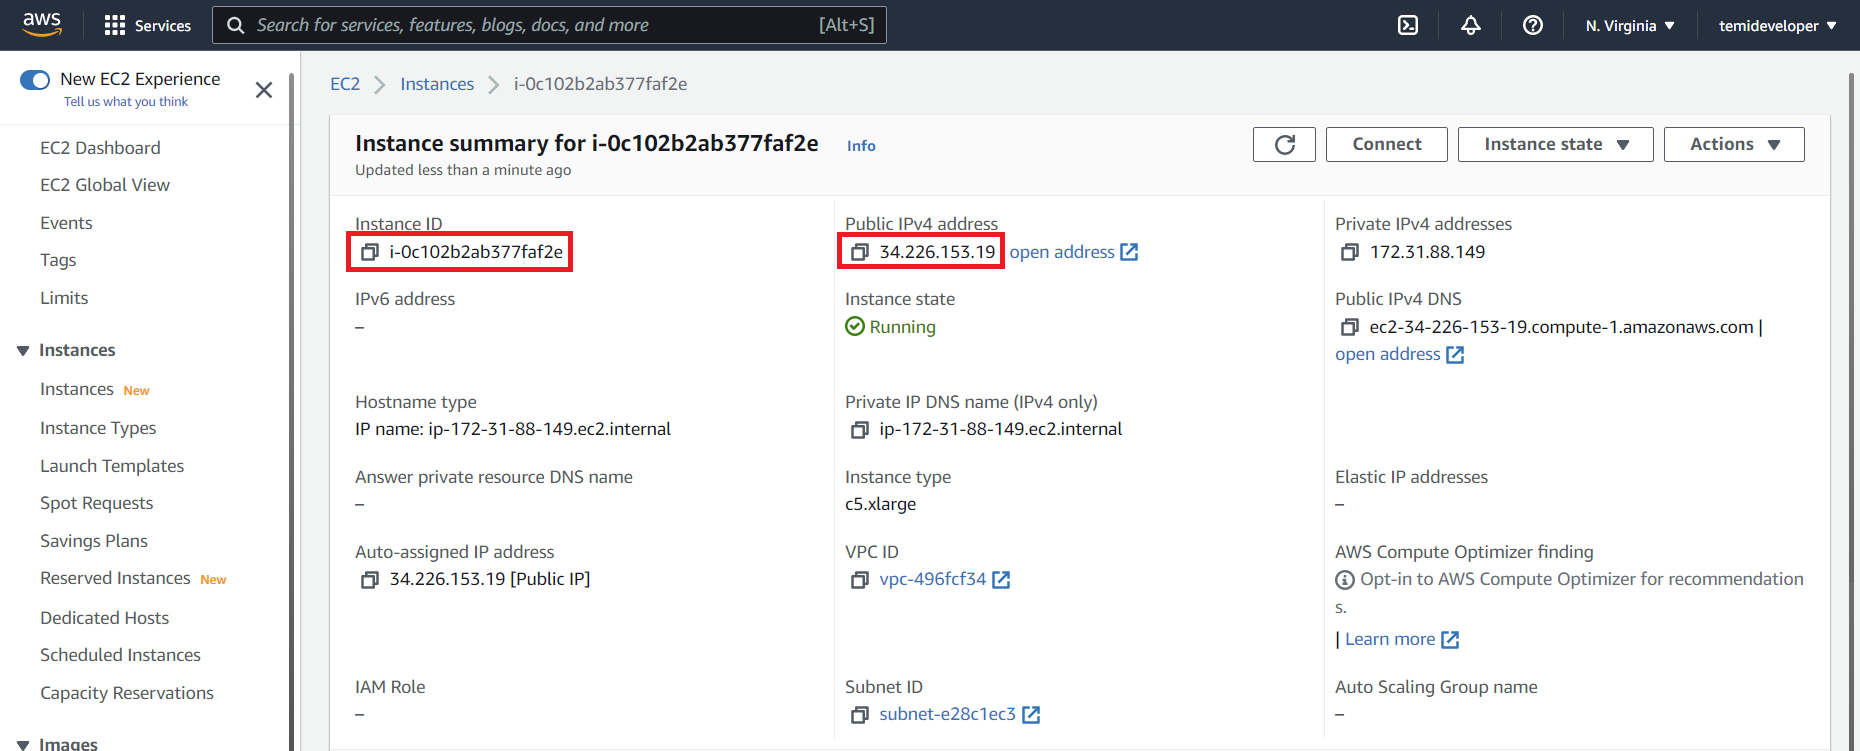 aws
Services
Search for services, features, blogs, docs, and more
[Alt+S]
N. Virginia
temideveloper
New EC2 Experience
Tell us what you think
EC2 Dashboard
EC2 Global View
Events
Tags
Limits
Instances
Instances New
Instance Types
Launch Templates
Spot Requests
Savings Plans
Reserved Instances New
Dedicated Hosts
Scheduled Instances
Capacity Reservations
Images
EC2
Instances
i-0c102b2ab377faf2e
Instance summary for i-0c102b2ab377faf2e
Info
Updated less than a minute ago
Connect
Instance state
Actions
Instance ID
i-0c102b2ab377faf2e
Public IPv4 address
34.226.153.19 open address
Private IPv4 addresses
172.31.88.149
IPv6 address
–
Instance state
Running
Public IPv4 DNS
ec2-34-226-153-19.compute-1.amazonaws.com |
open address
Hostname type
IP name: ip-172-31-88-149.ec2.internal
Private IP DNS name (IPv4 only)
ip-172-31-88-149.ec2.internal
Answer private resource DNS name
–
Instance type
c5.xlarge
Elastic IP addresses
–
Auto-assigned IP address
34.226.153.19 [Public IP]
VPC ID
vpc-496fcf34
AWS Compute Optimizer finding
Opt-in to AWS Compute Optimizer for recommendation
s.
| Learn more
IAM Role
–
Subnet ID
subnet-e28c1ec3
Auto Scaling Group name
–